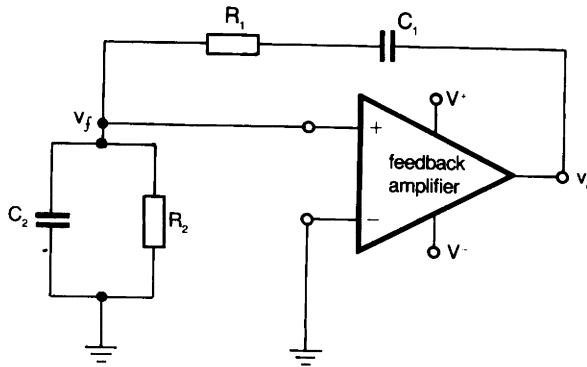 R₁
C₁
V⁺
v𝑓
+
feedback
amplifier
C₂
R₂
−
V⁻